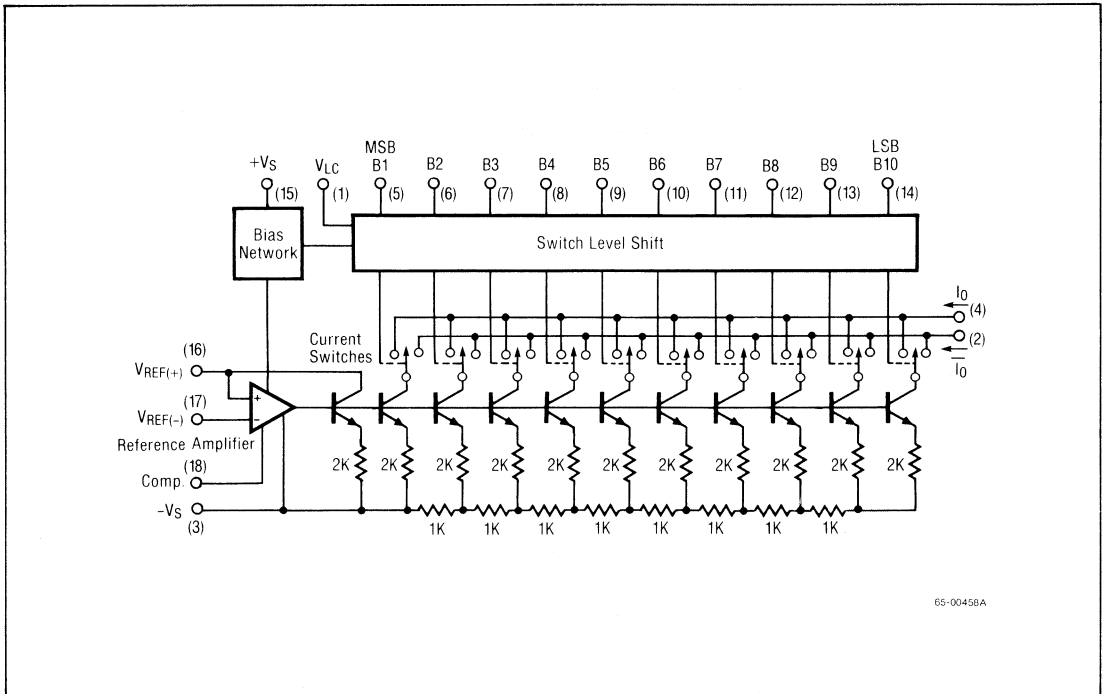 MSB LSB
+VS VLC B1 B2 B3 B4 B5 B6 B7 B8 B9 B10
(15) (1) (5) (6) (7) (8) (9) (10) (11) (12) (13) (14)
Bias
Network
Switch Level Shift
IO
(4)
(2)
IO
Current
Switches
(16)
VREF(+)
+
(17)
VREF(–)
–
Reference Amplifier
(18)
Comp.
–VS
(3)
2K 2K 2K 2K 2K 2K 2K 2K 2K 2K 2K
1K 1K 1K 1K 1K 1K 1K 1K
65-00458A